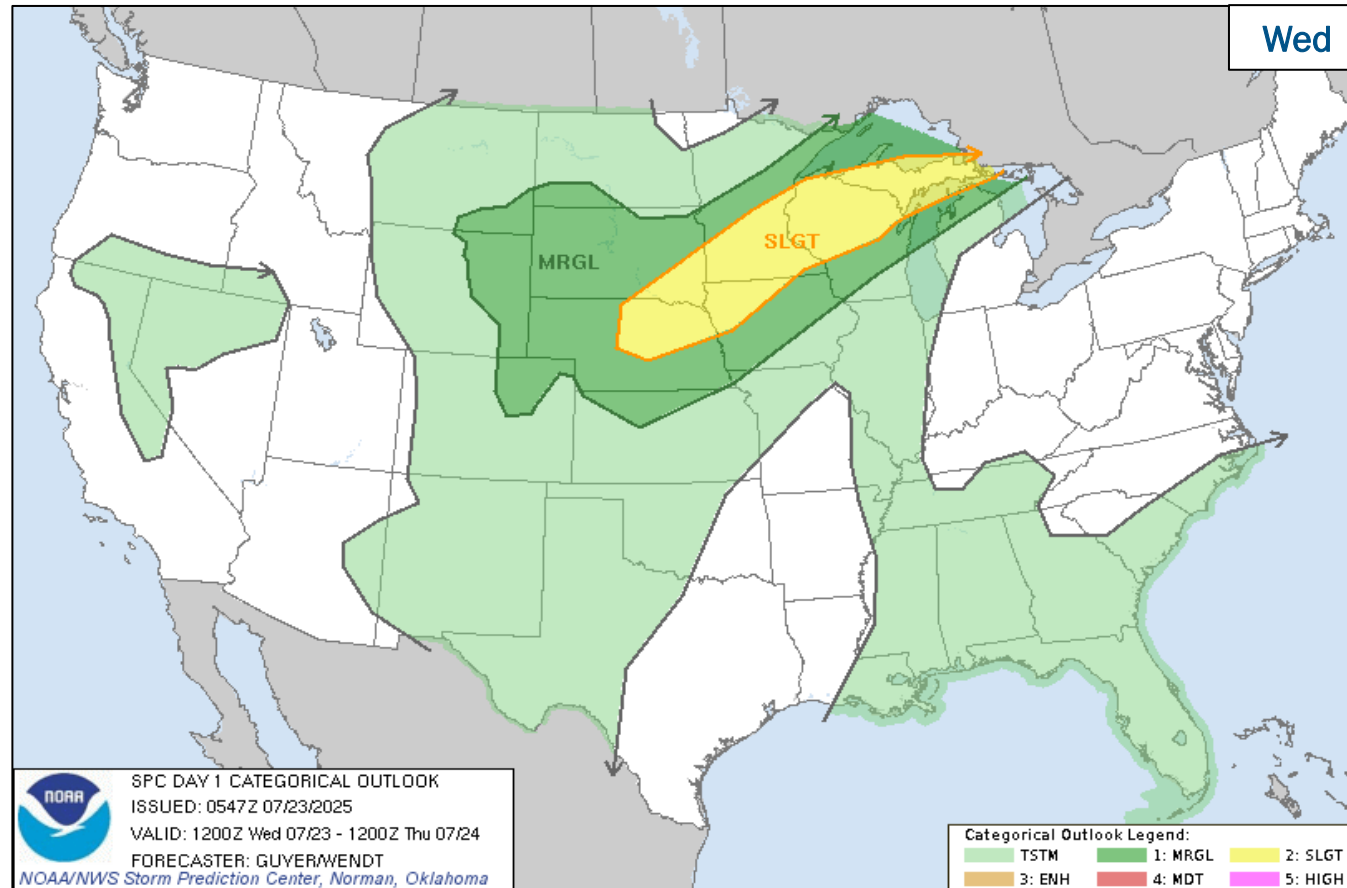 Wed
MRGL
SLGT
NOAA
SPC DAY 1 CATEGORICAL OUTLOOK
ISSUED: 0547Z 07/23/2025
VALID: 1200Z Wed 07/23 - 1200Z Thu 07/24
FORECASTER: GUYER/WENDT
NOAA/NWS Storm Prediction Center, Norman, Oklahoma
Categorical Outlook Legend:
TSTM 1: MRGL 2: SLGT
3: ENH 4: MDT 5: HIGH